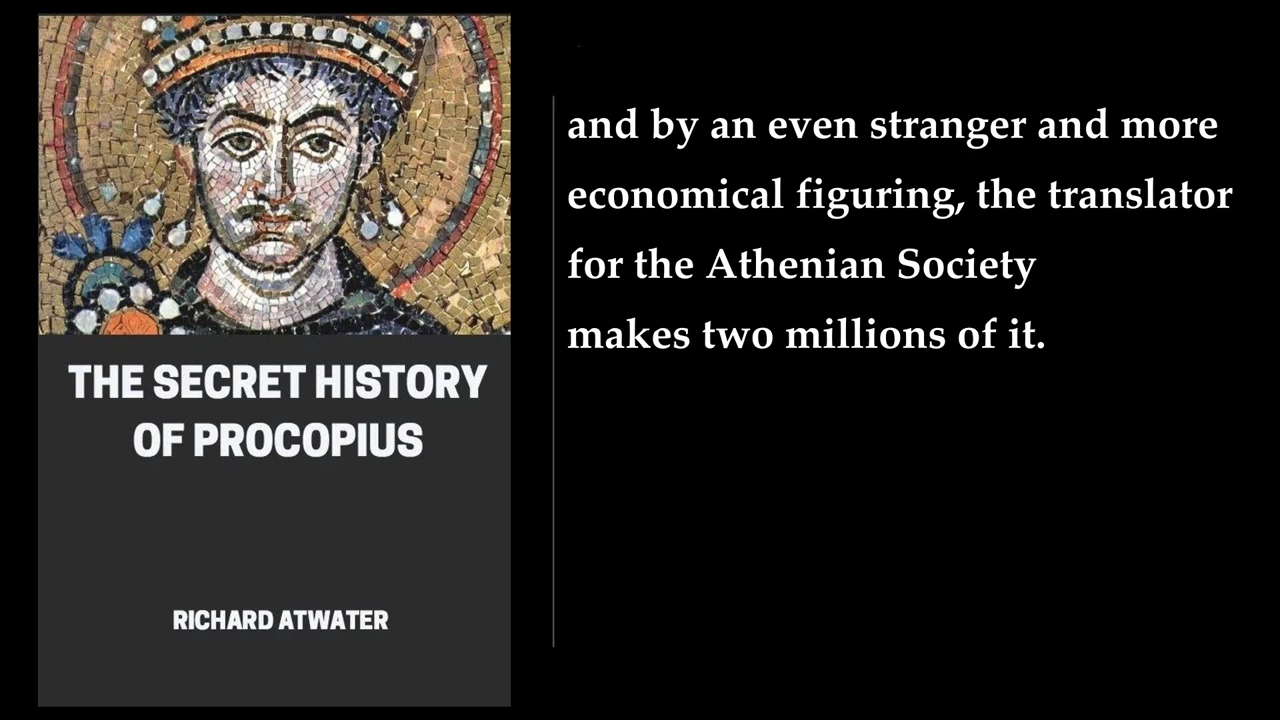 THE SECRET HISTORY
OF PROCOPIUS
RICHARD ATWATER
and by an even stranger and more
economical figuring, the translator
for the Athenian Society
makes two millions of it.